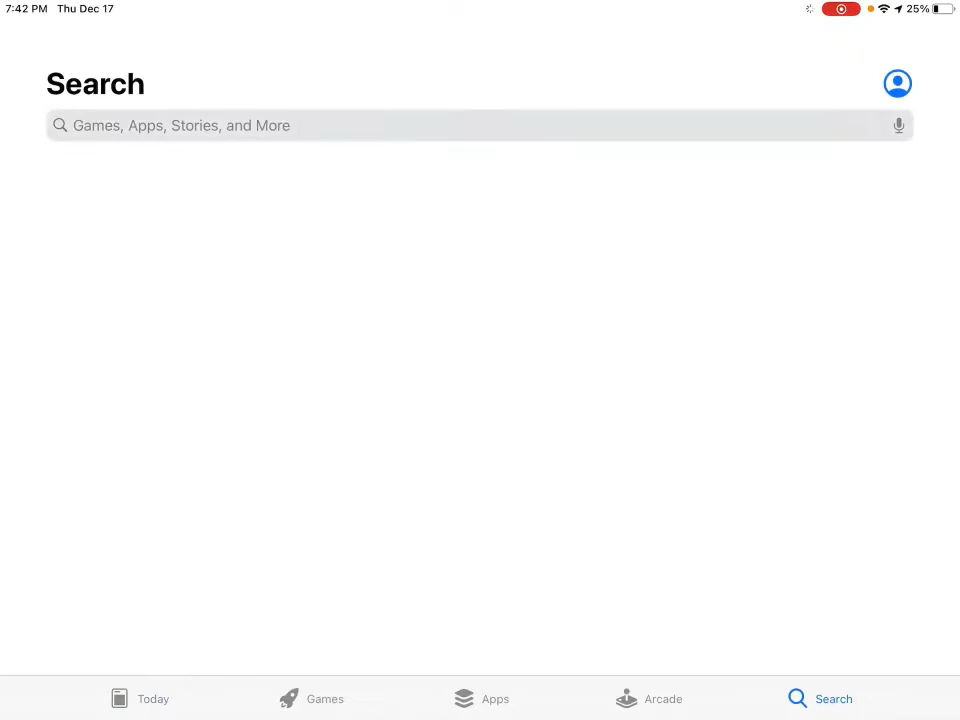 7:42 PM Thu Dec 17 25%
Search
Games, Apps, Stories, and More
Today Games Apps Arcade Search